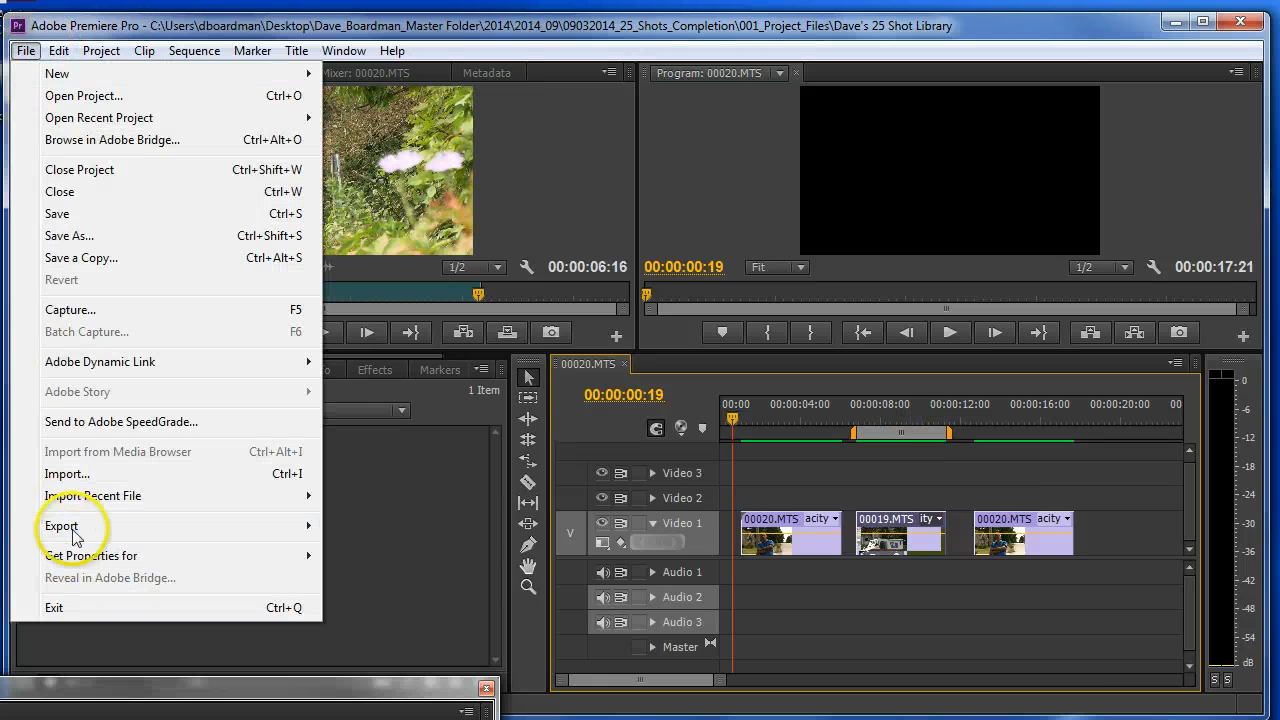 Pr Adobe Premiere Pro - C:\Users\dboardman\Desktop\Dave_Boardman_Master Folder\2014\2014_09\09032014_25_Shots_Completion\001_Project_Files\Dave's 25 Shot Library
File Edit Project Clip Sequence Marker Title Window Help
New
Open Project... Ctrl+O
Open Recent Project
Browse in Adobe Bridge... Ctrl+Alt+O
Close Project Ctrl+Shift+W
Close Ctrl+W
Save Ctrl+S
Save As... Ctrl+Shift+S
Save a Copy... Ctrl+Alt+S
Revert
Capture... F5
Batch Capture... F6
Adobe Dynamic Link
Adobe Story
Send to Adobe SpeedGrade...
Import from Media Browser Ctrl+Alt+I
Import... Ctrl+I
Import Recent File
Export
Get Properties for
Reveal in Adobe Bridge...
Exit Ctrl+Q
Mixer: 00020.MTS Metadata
1/2 00:00:06:16
Effects Markers
1 Item
Program: 00020.MTS
00:00:00:19 Fit 1/2 00:00:17:21
00020.MTS
00:00:00:19
00:00 00:00:04:00 00:00:08:00 00:00:12:00 00:00:16:00 00:00:20:00 00
Video 3
Video 2
V Video 1
00020.MTS acity 00019.MTS ity 00020.MTS acity
Audio 1
Audio 2
Audio 3
Master
0
-6
-12
-18
-24
-30
-36
-42
-48
-54
dB
S S